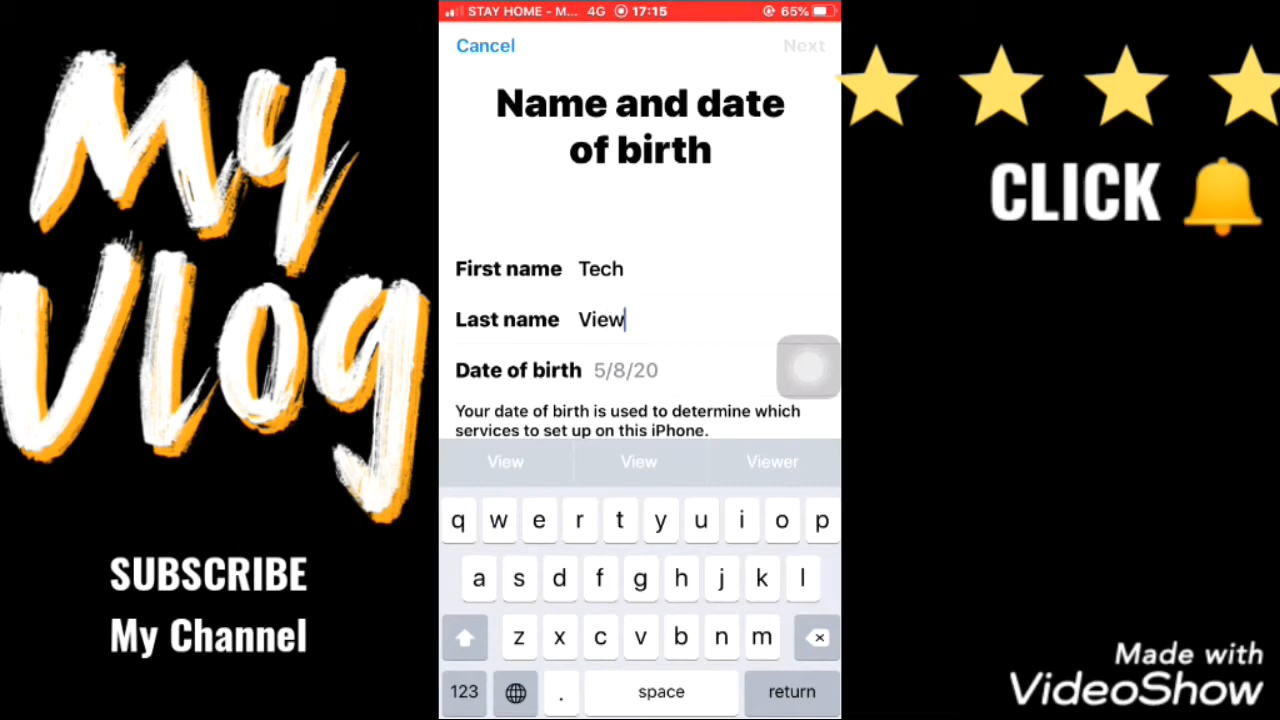 My
Vlog
SUBSCRIBE
My Channel
STAY HOME - M... 4G 17:15 65%
Cancel Next
Name and date
of birth
First name Tech
Last name View
Date of birth 5/8/20
Your date of birth is used to determine which
services to set up on this iPhone.
View View Viewer
q w e r t y u i o p
a s d f g h j k l
z x c v b n m
123 . space return
CLICK
Made with
VideoShow